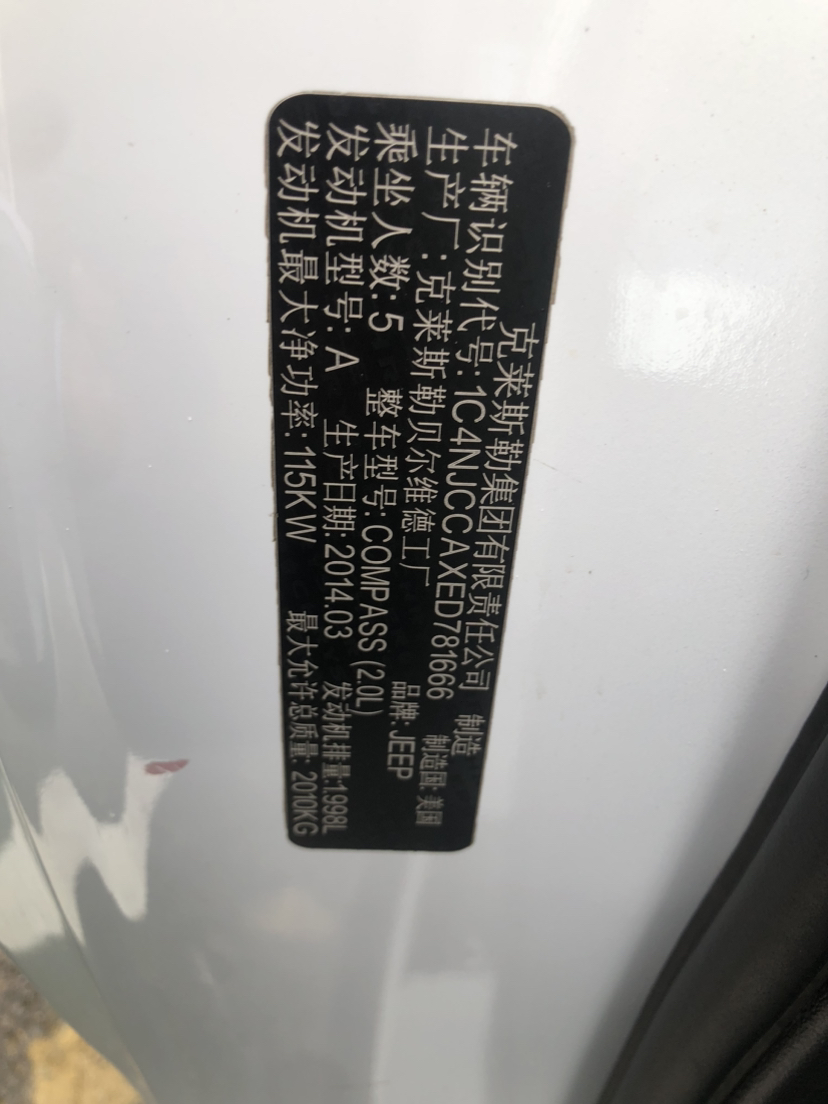 克莱斯勒集团有限责任公司 制造
车辆识别代号: 1C4NJCCAXED781666 制造国: 美国
生产厂: 克莱斯勒贝尔维德工厂 品牌: JEEP
乘坐人数: 5 整车型号: COMPASS (2.0L)
发动机型号: A 生产日期: 2014.03 发动机排量:1.998L
发动机最大净功率: 115KW 最大允许总质量: 2010KG